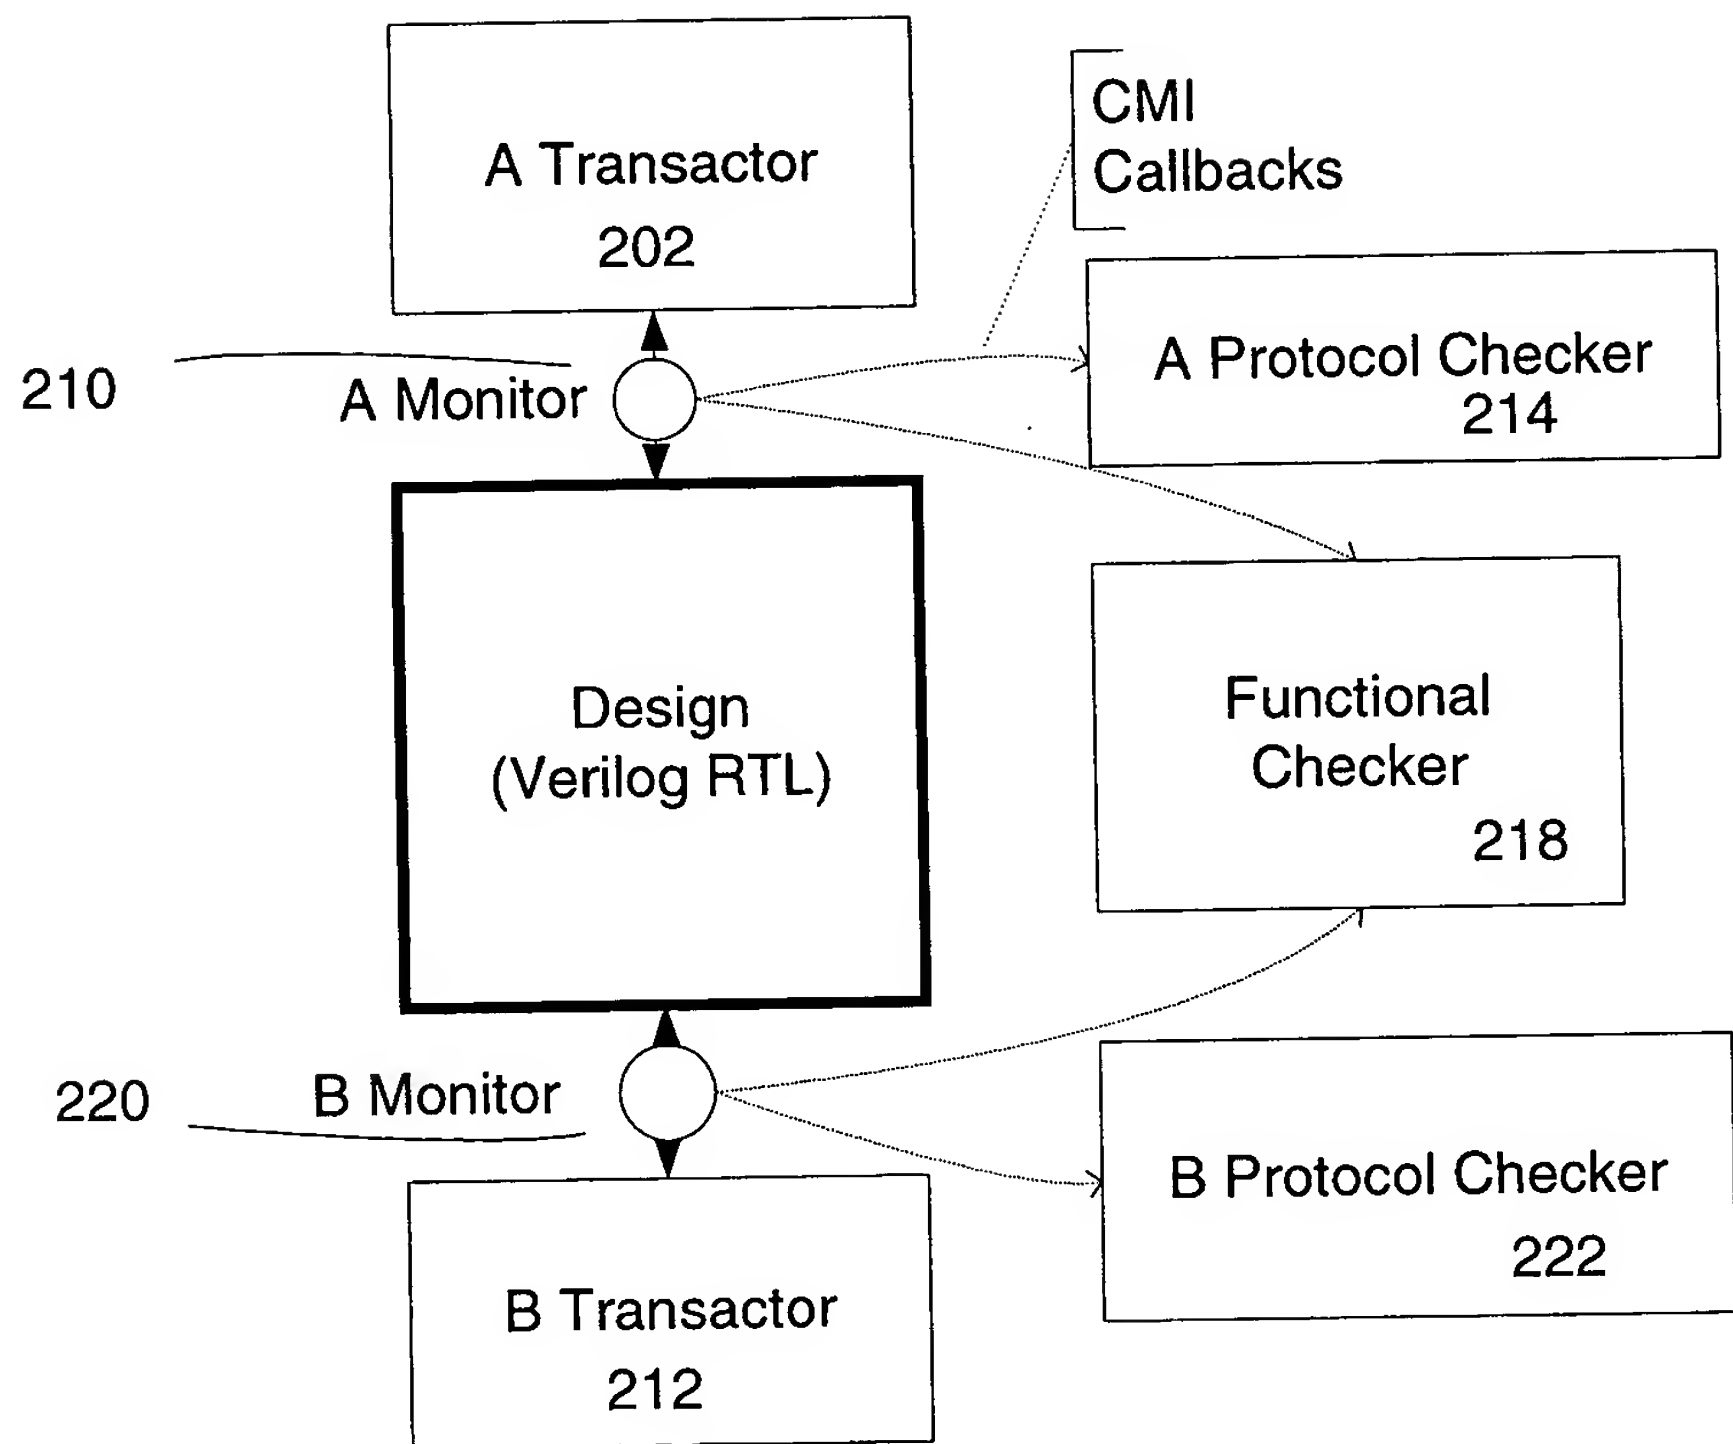 A Transactor
202
CMI
Callbacks
210
A Monitor
A Protocol Checker
214
Design
(Verilog RTL)
Functional
Checker
218
220
B Monitor
B Protocol Checker
222
B Transactor
212